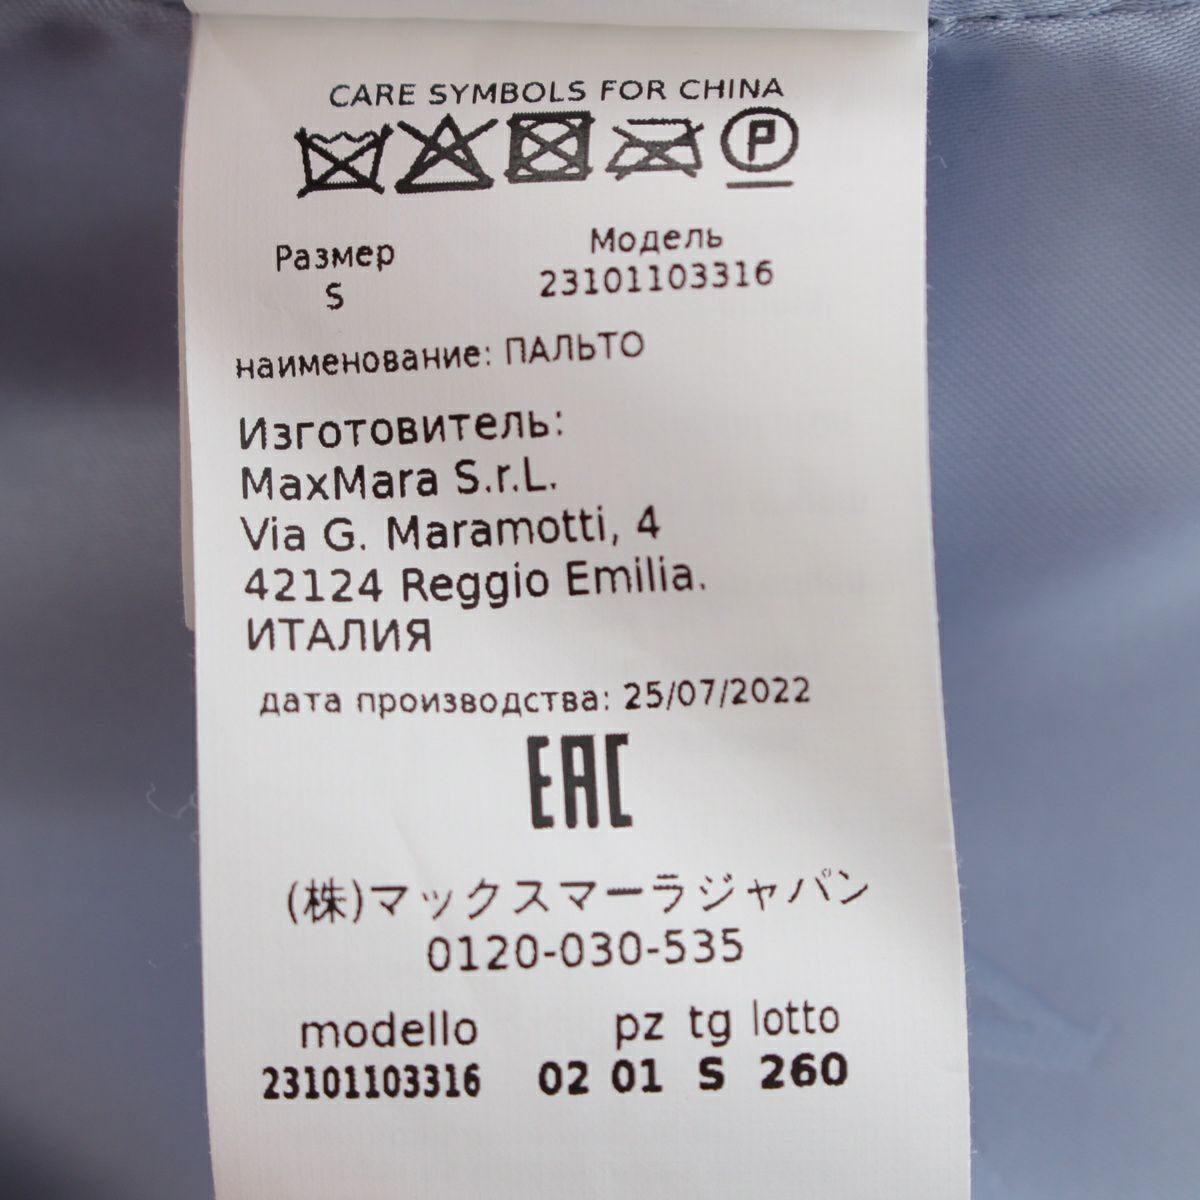 CARE SYMBOLS FOR CHINA
P
Размер
S
Модель
23101103316
наименование: ПАЛЬТО
Изготовитель:
MaxMara S.r.L.
Via G. Maramotti, 4
42124 Reggio Emilia.
ИТАЛИЯ
дата производства: 25/07/2022
EAC
(株)マックスマーラジャパン
0120-030-535
modello pz tg lotto
23101103316 02 01 S 260